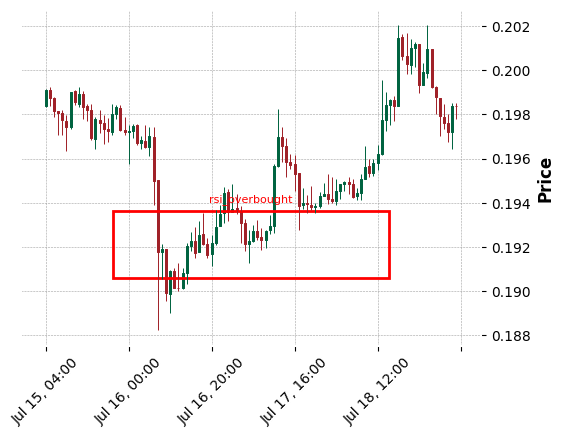 0.202
0.200
0.198
0.196
0.194
0.192
0.190
0.188
Price
rsi overbought
Jul 15, 04:00
Jul 16, 00:00
Jul 16, 20:00
Jul 17, 16:00
Jul 18, 12:00